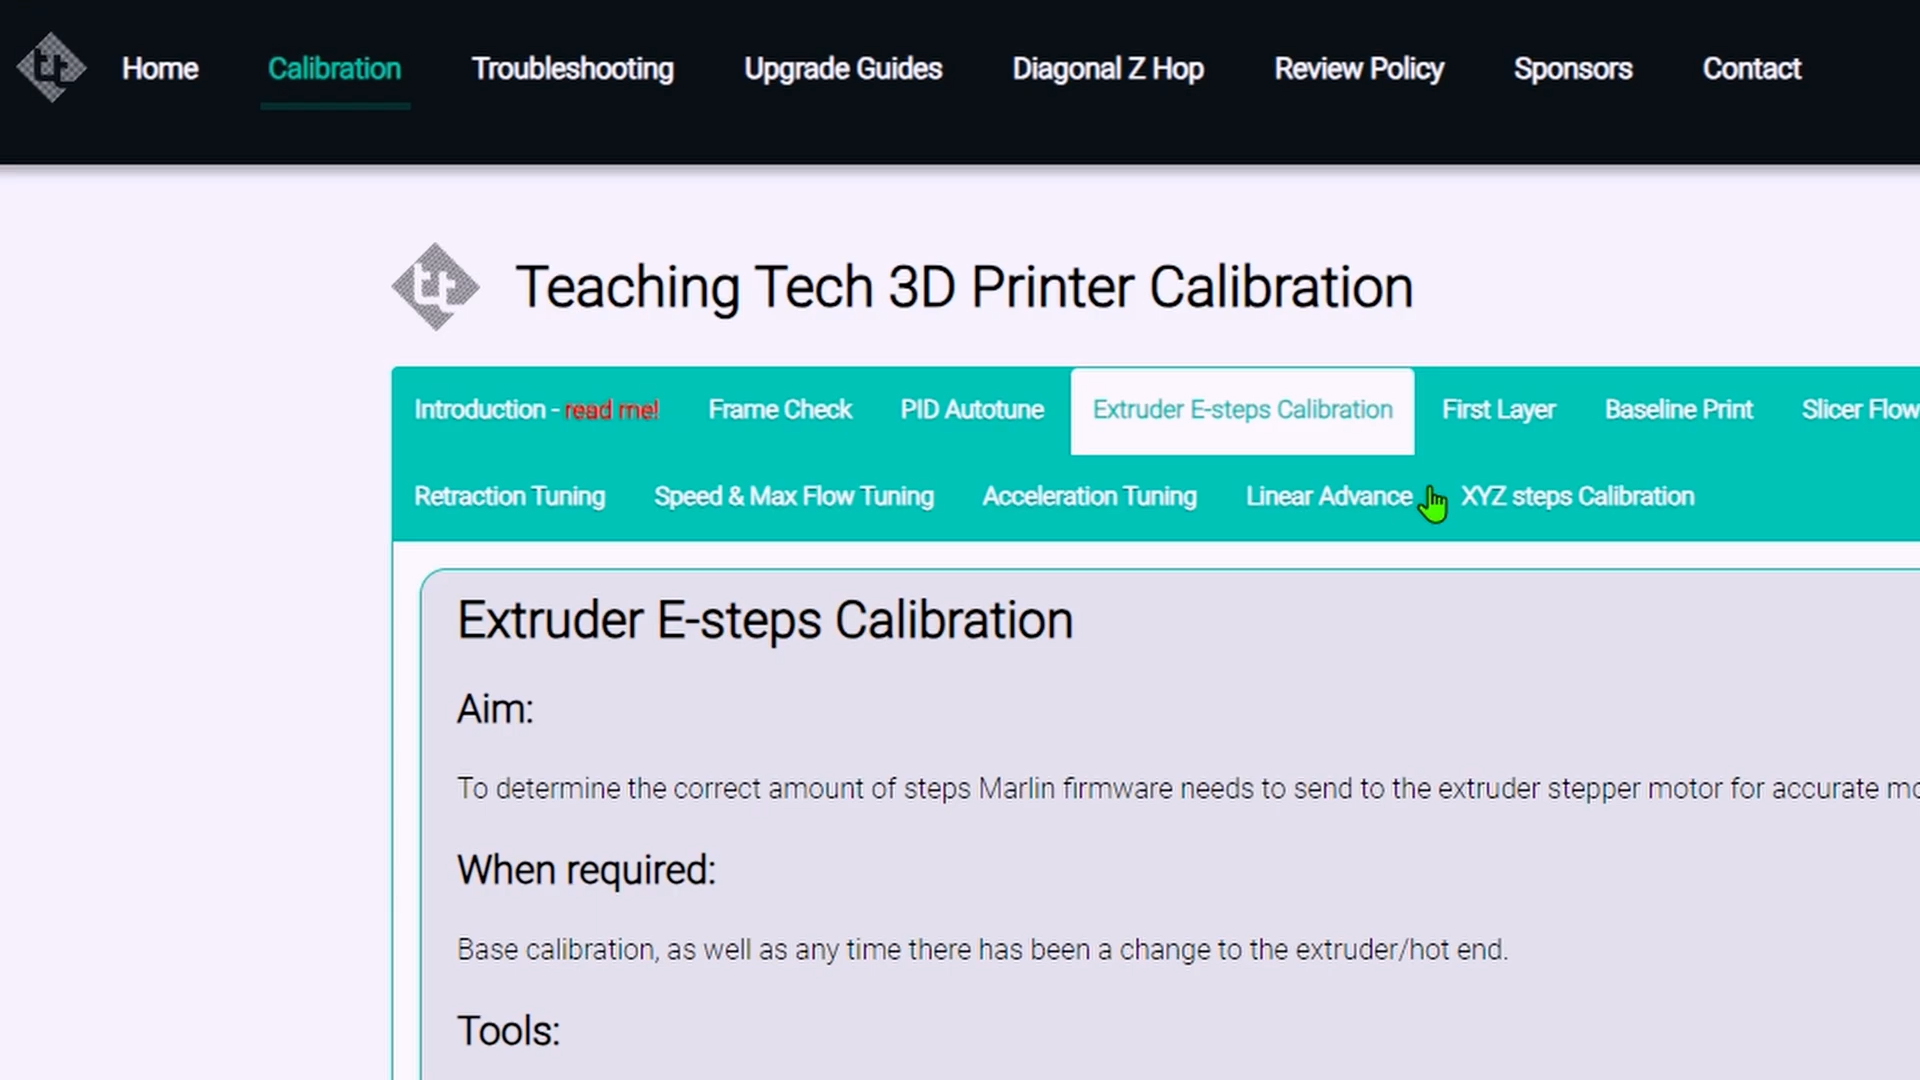 Home Calibration Troubleshooting Upgrade Guides Diagonal Z Hop Review Policy Sponsors Contact
Teaching Tech 3D Printer Calibration
Introduction - read me! Frame Check PID Autotune Extruder E-steps Calibration First Layer Baseline Print Slicer Flow
Retraction Tuning Speed & Max Flow Tuning Acceleration Tuning Linear Advance XYZ steps Calibration
Extruder E-steps Calibration
Aim:
To determine the correct amount of steps Marlin firmware needs to send to the extruder stepper motor for accurate
When required:
Base calibration, as well as any time there has been a change to the extruder/hot end.
Tools: